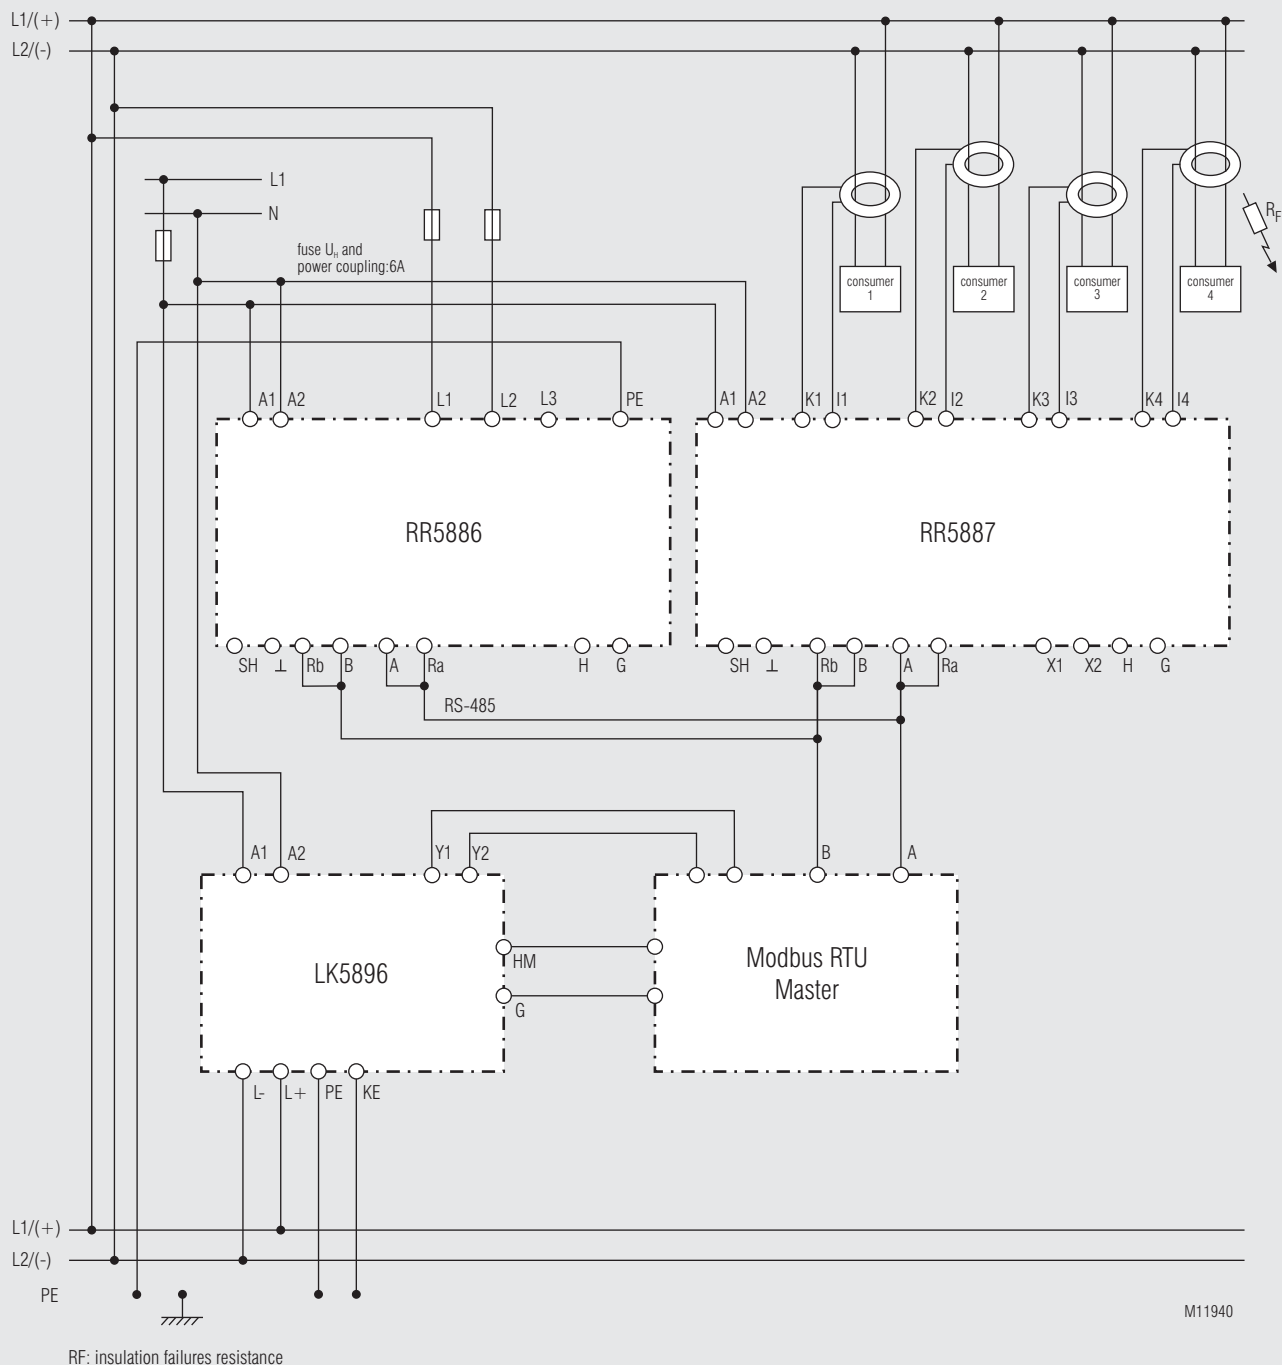 L1/(+)
L2/(-)
L1
N
fuse U_H and
power coupling:6A
R_F
consumer
1
consumer
2
consumer
3
consumer
4
A1 A2 L1 L2 L3 PE
A1 A2 K1 I1 K2 I2 K3 I3 K4 I4
RR5886
RR5887
SH ⊥ Rb B A Ra H G
SH ⊥ Rb B A Ra X1 X2 H G
RS-485
A1 A2 Y1 Y2
B A
LK5896
HM
G
Modbus RTU
Master
L- L+ PE KE
L1/(+)
L2/(-)
PE
M11940
RF: insulation failures resistance